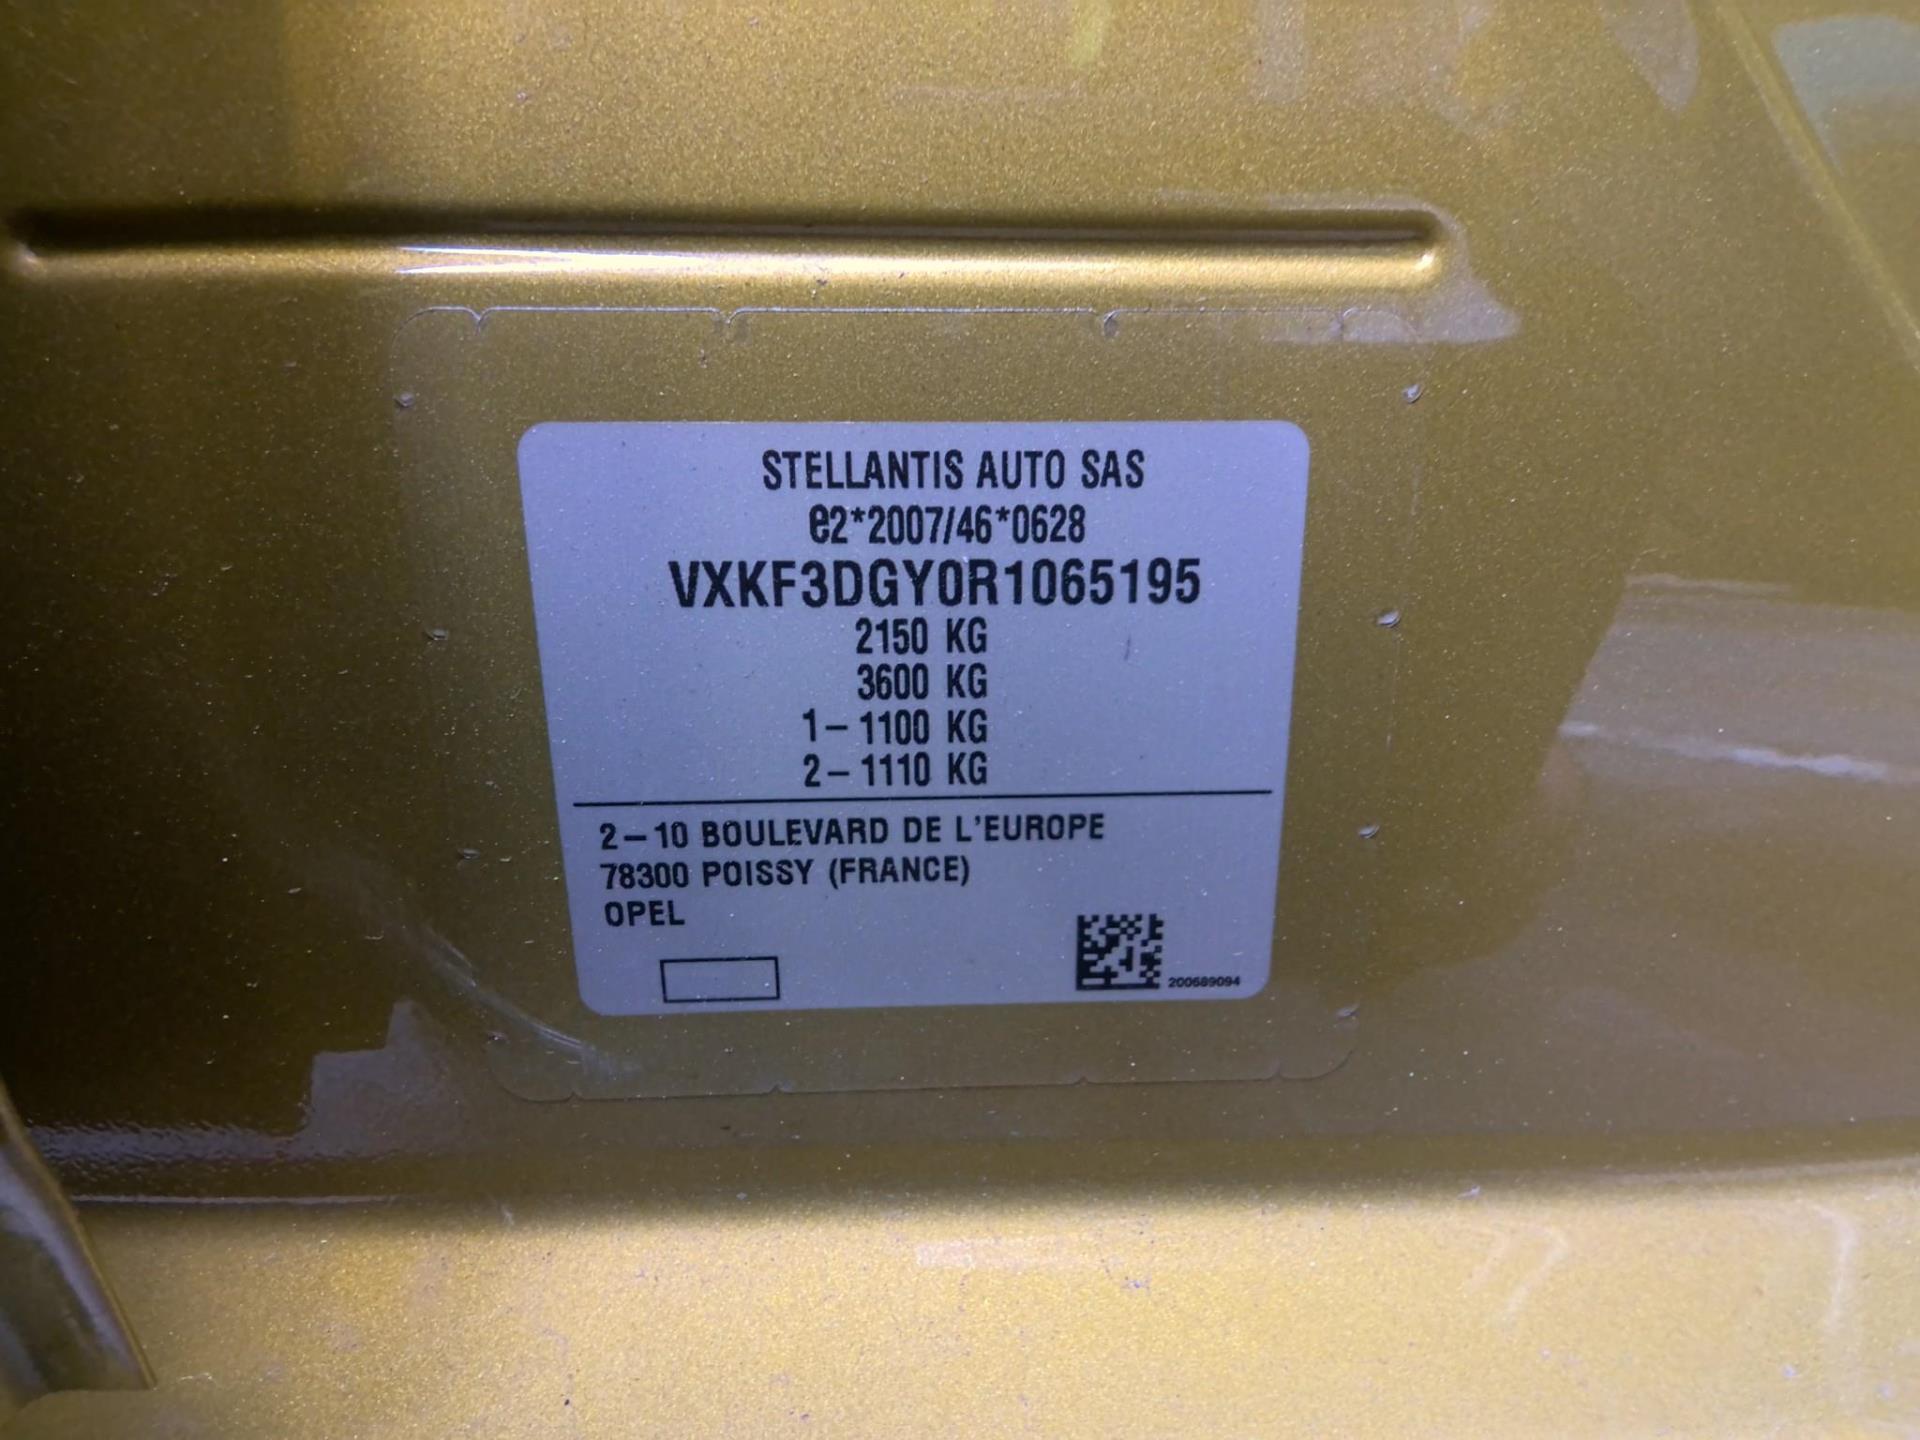 STELLANTIS AUTO SAS
e2*2007/46*0628
VXKF3DGY0R1065195
2150 KG
3600 KG
1-1100 KG
2-1110 KG
2-10 BOULEVARD DE L'EUROPE
78300 POISSY (FRANCE)
OPEL
200689094